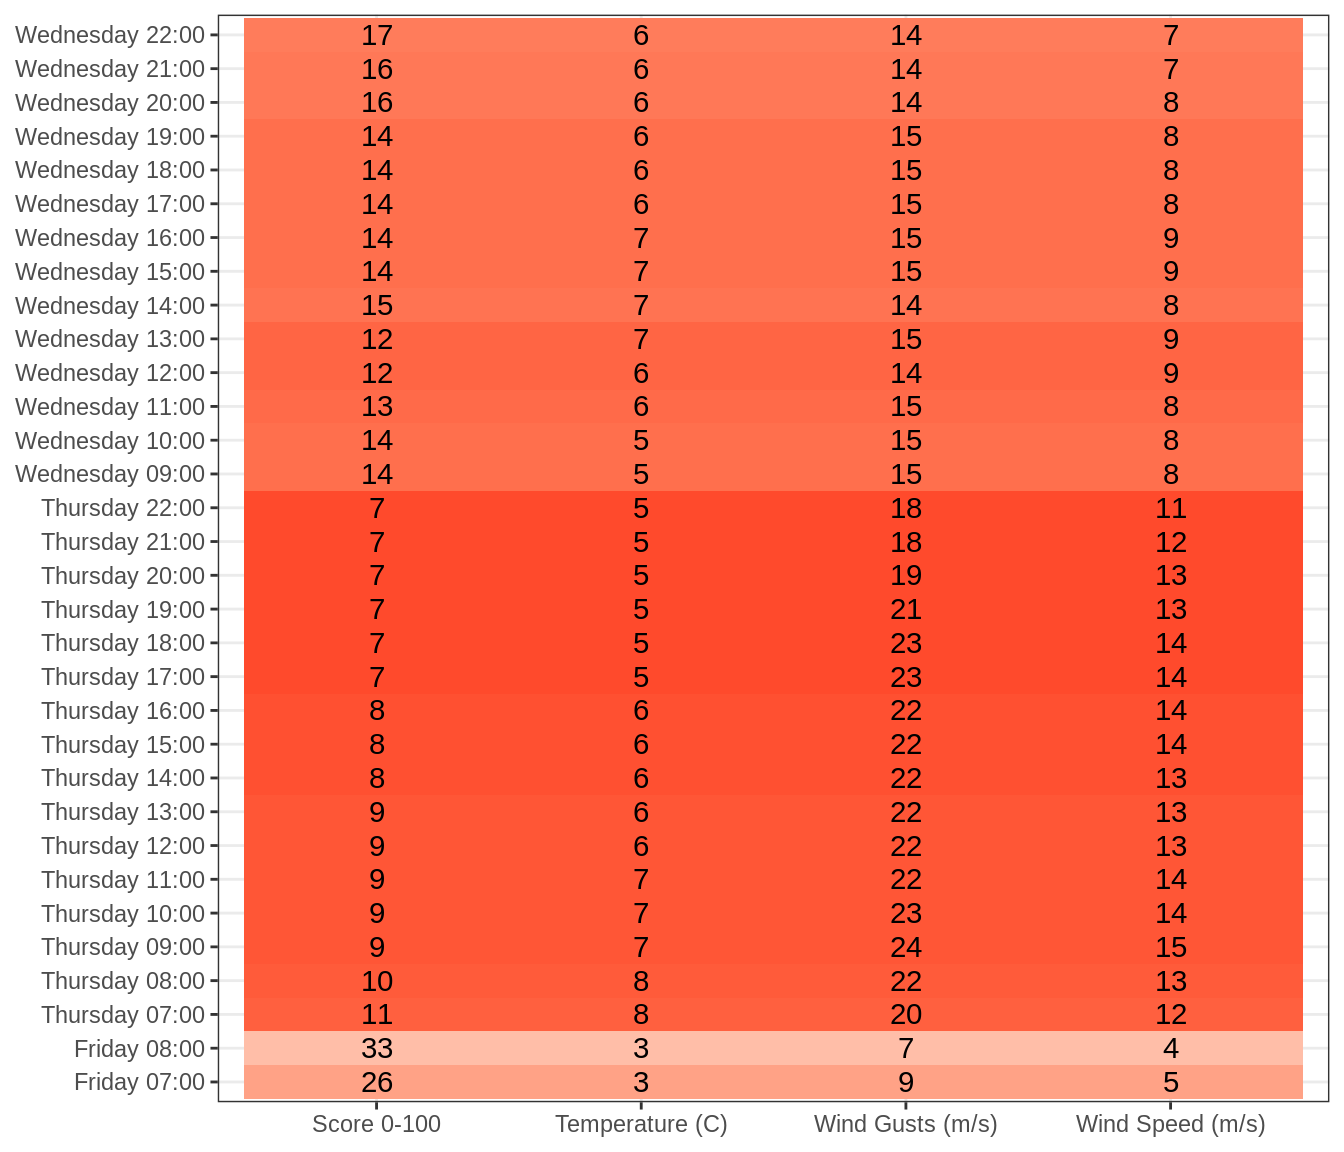 Wednesday 22:00 17 6 14 7
Wednesday 21:00 16 6 14 7
Wednesday 20:00 16 6 14 8
Wednesday 19:00 14 6 15 8
Wednesday 18:00 14 6 15 8
Wednesday 17:00 14 6 15 8
Wednesday 16:00 14 7 15 9
Wednesday 15:00 14 7 15 9
Wednesday 14:00 15 7 14 8
Wednesday 13:00 12 7 15 9
Wednesday 12:00 12 6 14 9
Wednesday 11:00 13 6 15 8
Wednesday 10:00 14 5 15 8
Wednesday 09:00 14 5 15 8
Thursday 22:00 7 5 18 11
Thursday 21:00 7 5 18 12
Thursday 20:00 7 5 19 13
Thursday 19:00 7 5 21 13
Thursday 18:00 7 5 23 14
Thursday 17:00 7 5 23 14
Thursday 16:00 8 6 22 14
Thursday 15:00 8 6 22 14
Thursday 14:00 8 6 22 13
Thursday 13:00 9 6 22 13
Thursday 12:00 9 6 22 13
Thursday 11:00 9 7 22 14
Thursday 10:00 9 7 23 14
Thursday 09:00 9 7 24 15
Thursday 08:00 10 8 22 13
Thursday 07:00 11 8 20 12
Friday 08:00 33 3 7 4
Friday 07:00 26 3 9 5
Score 0-100 Temperature (C) Wind Gusts (m/s) Wind Speed (m/s)